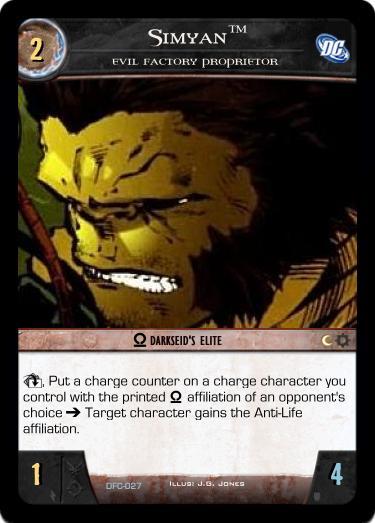 2
SIMYAN™
EVIL FACTORY PROPRIETOR
DC
Ω DARKSEID'S ELITE
, Put a charge counter on a charge character you
control with the printed Ω affiliation of an opponent's
choice ➔ Target character gains the Anti-Life
affiliation.
1
DFC-027
ILLUS: J.G. JONES
4